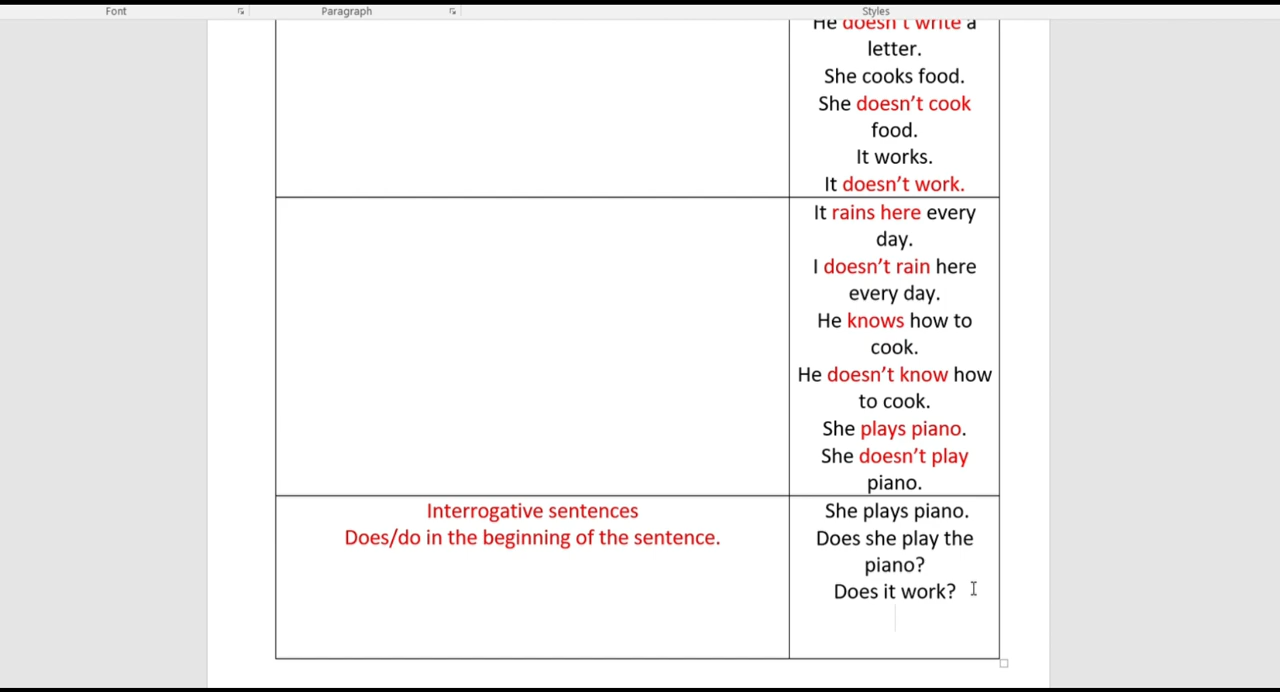 Font
Paragraph
Styles
He doesn't write a
letter.
She cooks food.
She doesn't cook
food.
It works.
It doesn't work.
It rains here every
day.
I doesn't rain here
every day.
He knows how to
cook.
He doesn't know how
to cook.
She plays piano.
She doesn't play
piano.
Interrogative sentences
Does/do in the beginning of the sentence.
She plays piano.
Does she play the
piano?
Does it work?